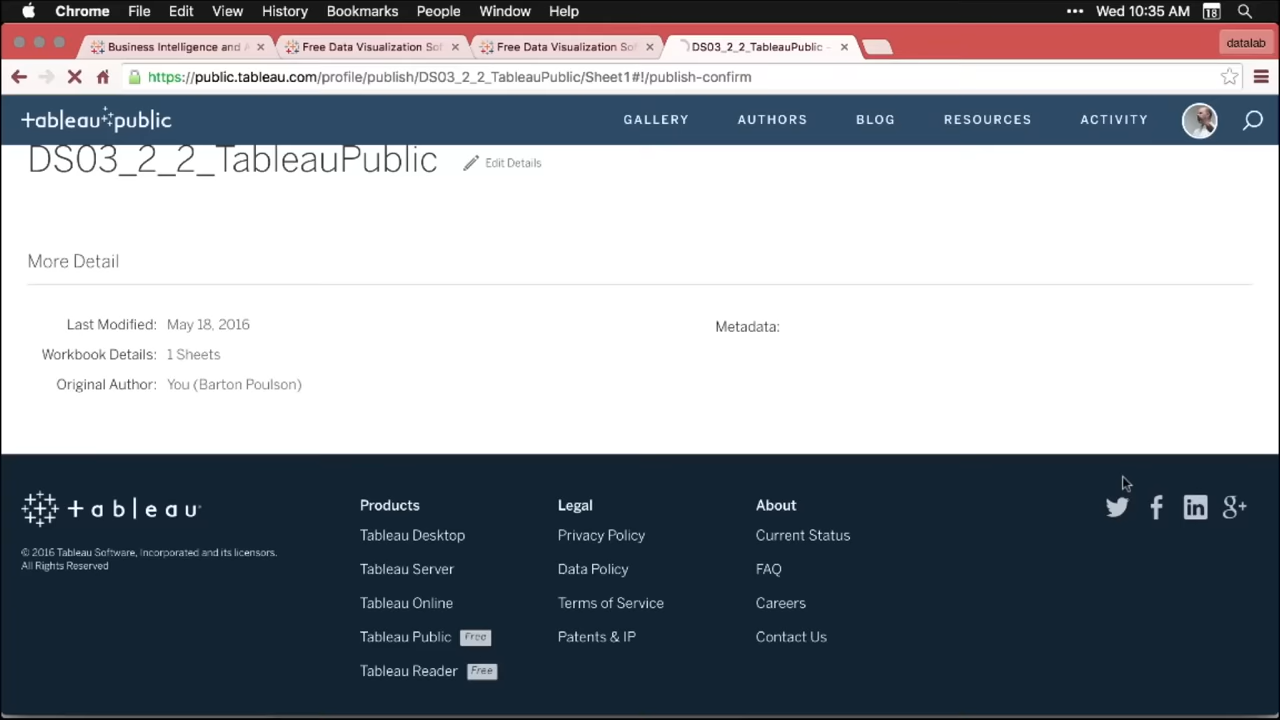 Chrome File Edit View History Bookmarks People Window Help ••• Wed 10:35 AM 18
Business Intelligence and A Free Data Visualization Sof Free Data Visualization Sof DS03_2_2_TableauPublic - datalab
https://public.tableau.com/profile/publish/DS03_2_2_TableauPublic/Sheet1#!/publish-confirm
+ableau public GALLERY AUTHORS BLOG RESOURCES ACTIVITY
DS03_2_2_TableauPublic Edit Details
More Detail
Last Modified: May 18, 2016 Metadata:
Workbook Details: 1 Sheets
Original Author: You (Barton Poulson)
+ableau Products Legal About f in g+
Tableau Desktop Privacy Policy Current Status
© 2016 Tableau Software, Incorporated and its licensors.
All Rights Reserved
Tableau Server Data Policy FAQ
Tableau Online Terms of Service Careers
Tableau Public Free Patents & IP Contact Us
Tableau Reader Free